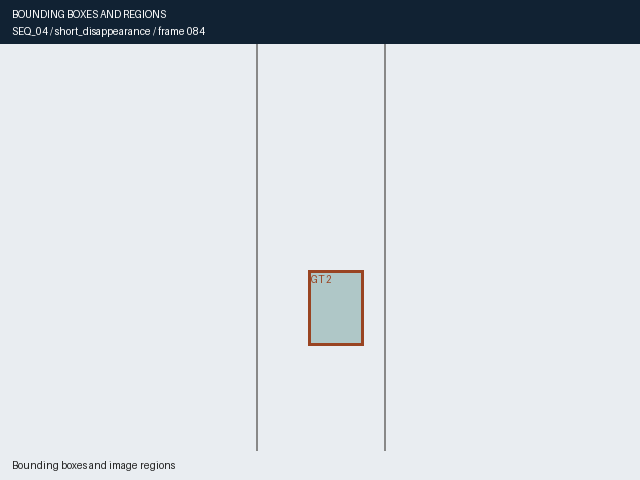 BOUNDING BOXES AND REGIONS
SEQ_04 / short_disappearance / frame 084
GT 2
Bounding boxes and image regions